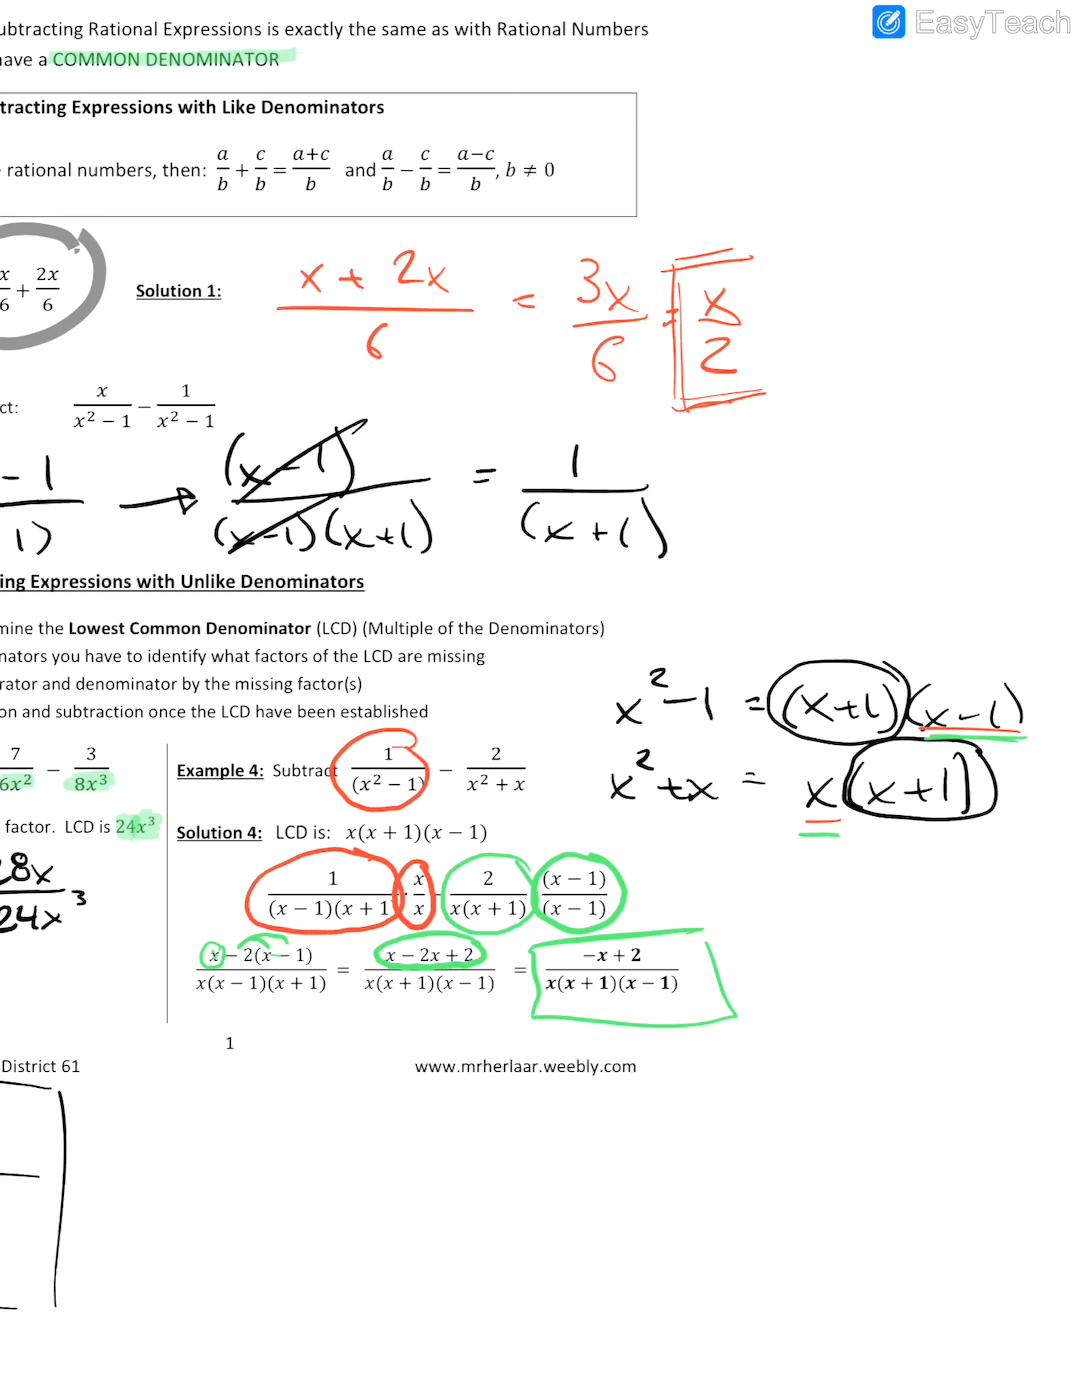 EasyTeach
ubtracting Rational Expressions is exactly the same as with Rational Numbers
ave a COMMON DENOMINATOR
tracting Expressions with Like Denominators
rational numbers, then: a/b + c/b = a+c/b and a/b − c/b = a−c/b, b ≠ 0
x/6 + 2x/6 Solution 1: x + 2x/6 = 3x/6 = x/2
ct: x/x² − 1 − 1/x² − 1
- 1/1) → (x-1)/(x-1)(x+1) = 1/(x+1)
ing Expressions with Unlike Denominators
mine the Lowest Common Denominator (LCD) (Multiple of the Denominators)
nators you have to identify what factors of the LCD are missing
rator and denominator by the missing factor(s)
on and subtraction once the LCD have been established
x²-1 = (x+1)(x-1)
x²+x = x(x+1)
7/6x² − 3/8x³
Example 4: Subtract 1/(x² − 1) − 2/x² + x
factor. LCD is 24x³
Solution 4: LCD is: x(x + 1)(x − 1)
28x/24x³
1/(x − 1)(x + 1 · x/x − 2/x(x + 1) (x − 1)/(x − 1)
x − 2(x − 1)/x(x − 1)(x + 1) = x − 2x + 2/x(x + 1)(x − 1) = −x + 2/x(x + 1)(x − 1)
1
District 61 www.mrherlaar.weebly.com